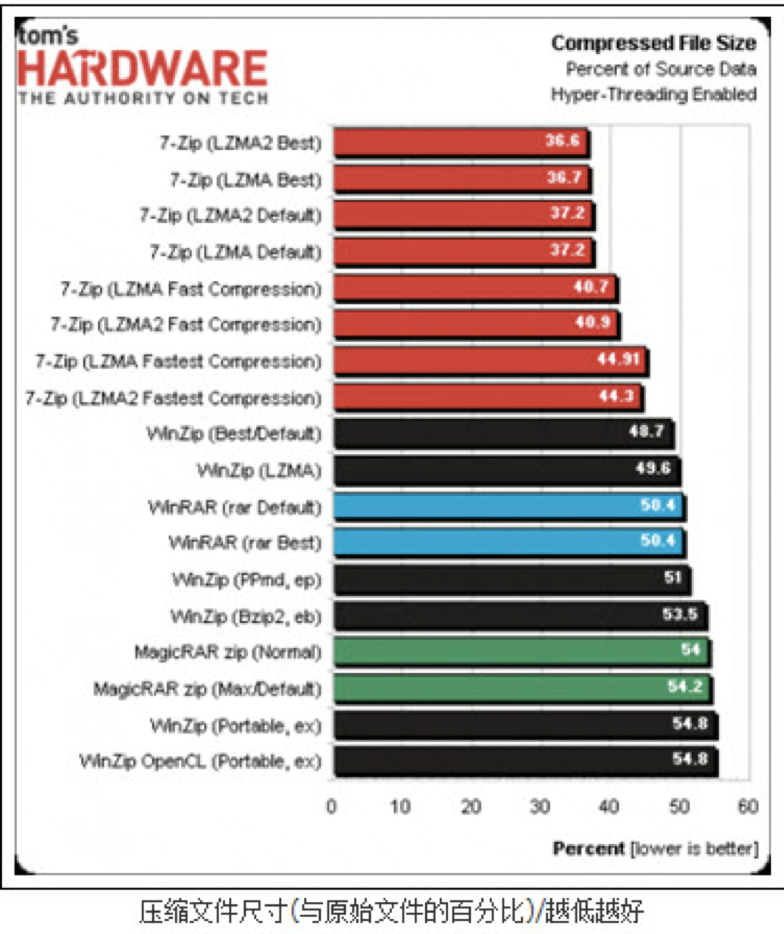 tom's
HARDWARE
THE AUTHORITY ON TECH
Compressed File Size
Percent of Source Data
Hyper-Threading Enabled
7-Zip (LZMA2 Best) 36.6
7-Zip (LZMA Best) 36.7
7-Zip (LZMA2 Default) 37.2
7-Zip (LZMA Default) 37.2
7-Zip (LZMA Fast Compression) 40.7
7-Zip (LZMA2 Fast Compression) 40.9
7-Zip (LZMA Fastest Compression) 44.91
7-Zip (LZMA2 Fastest Compression) 44.3
WinZip (Best/Default) 48.7
WinZip (LZMA) 49.6
WinRAR (rar Default) 50.4
WinRAR (rar Best) 50.4
WinZip (PPmd, ep) 51
WinZip (Bzip2, eb) 53.5
MagicRAR zip (Normal) 54
MagicRAR zip (Max/Default) 54.2
WinZip (Portable, ex) 54.8
WinZip OpenCL (Portable, ex) 54.8
0 10 20 30 40 50 60
Percent [lower is better]
压缩文件尺寸(与原始文件的百分比)/越低越好